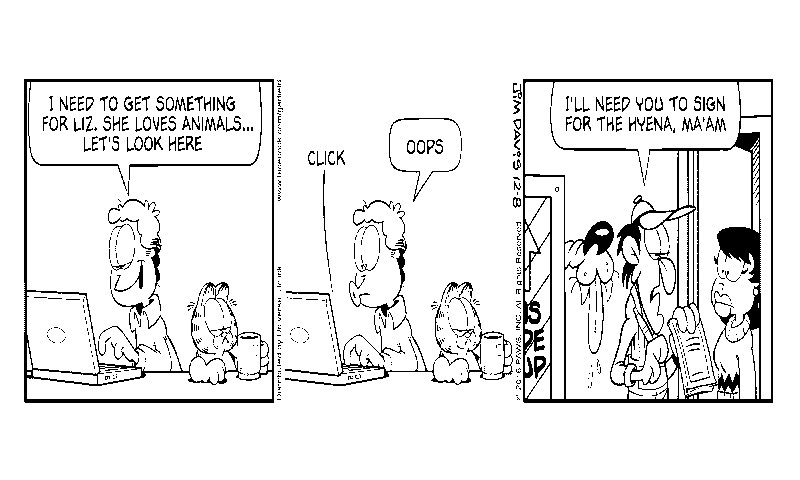 I NEED TO GET SOMETHING
FOR LIZ. SHE LOVES ANIMALS...
LET'S LOOK HERE
CLICK
OOPS
JIM DAVIS 12-8
I'LL NEED YOU TO SIGN
FOR THE HYENA, MA'AM
UP